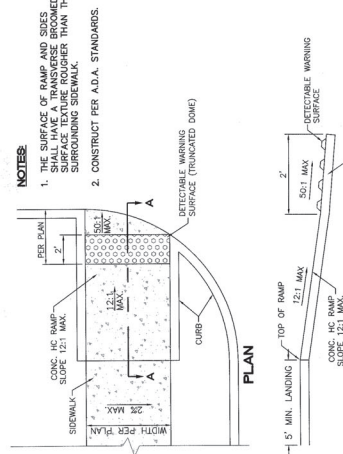 NOTES:
1. THE SURFACE OF RAMP AND SIDES
SHALL HAVE A TRANSVERSE BROOMED
SURFACE TEXTURE ROUGHER THAN TH
SURROUNDING SIDEWALK.
2. CONSTRUCT PER A.D.A. STANDARDS.
PER PLAN
2'
CONC. HC RAMP
SLOPE 12:1 MAX.
SIDEWALK
WIDTH PER PLAN
2% MAX.
12:1
MAX.
50:1
MAX.
A
A
CURB
DETECTABLE WARNING
SURFACE (TRUNCATED DOME)
PLAN
5' MIN. LANDING
TOP OF RAMP
12:1 MAX
2'
50:1 MAX
DETECTABLE WARNING
SURFACE
CONC. HC RAMP
SLOPE 12:1 MAX.